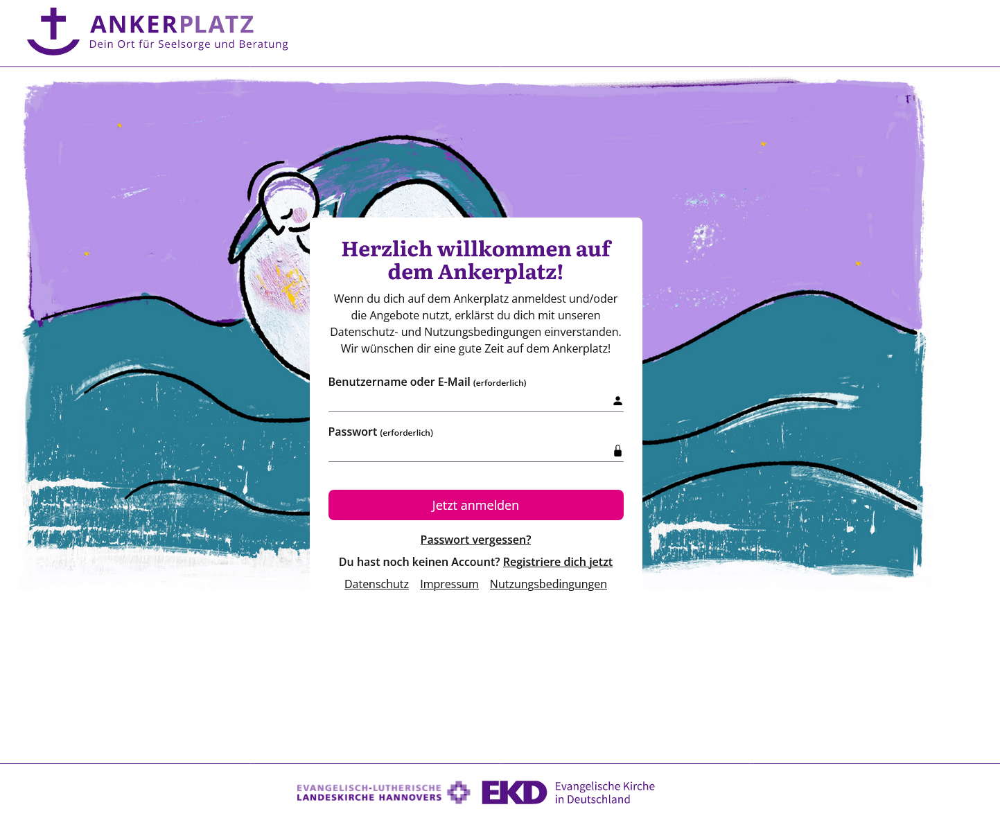 ANKERPLATZ
Dein Ort für Seelsorge und Beratung
Herzlich willkommen auf
dem Ankerplatz!
Wenn du dich auf dem Ankerplatz anmeldest und/oder
die Angebote nutzt, erklärst du dich mit unseren
Datenschutz- und Nutzungsbedingungen einverstanden.
Wir wünschen dir eine gute Zeit auf dem Ankerplatz!
Benutzername oder E-Mail (erforderlich)
Passwort (erforderlich)
Jetzt anmelden
Passwort vergessen?
Du hast noch keinen Account? Registriere dich jetzt
Datenschutz Impressum Nutzungsbedingungen
EVANGELISCH-LUTHERISCHE
LANDESKIRCHE HANNOVERS
EKD
Evangelische Kirche
in Deutschland